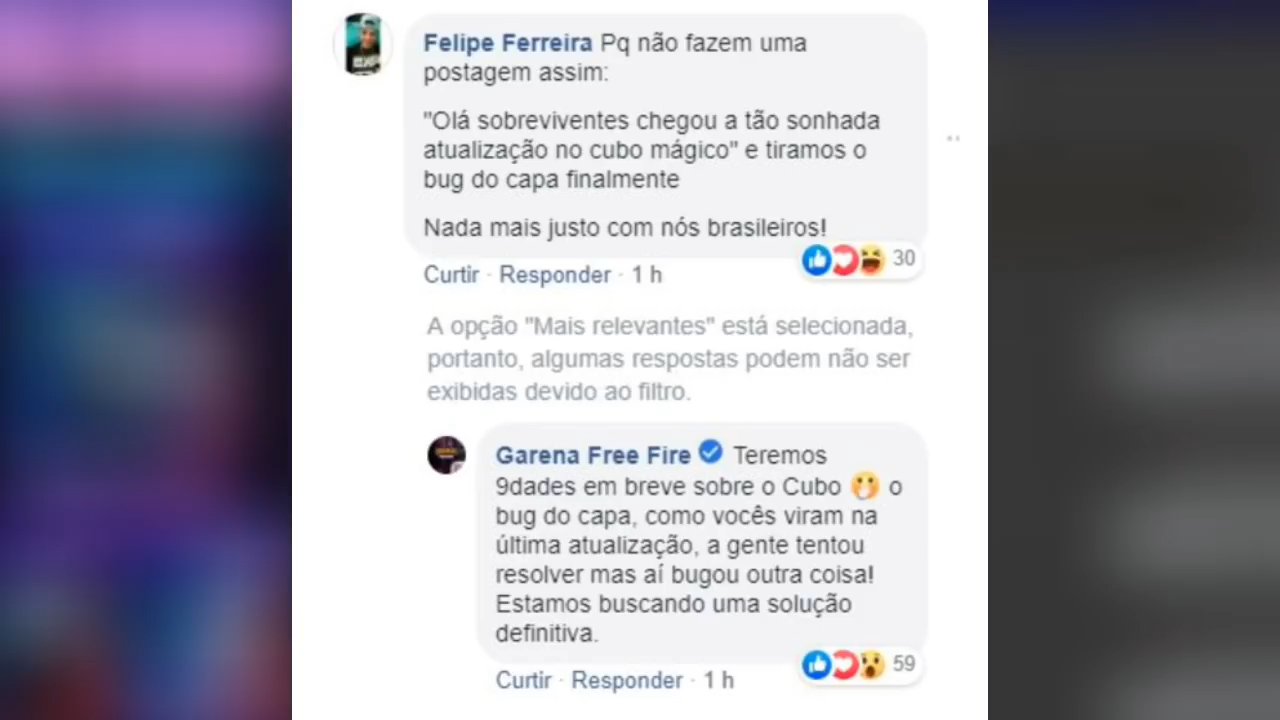 Felipe Ferreira Pq não fazem uma
postagem assim:
"Olá sobreviventes chegou a tão sonhada
atualização no cubo mágico" e tiramos o
bug do capa finalmente
Nada mais justo com nós brasileiros!
30
Curtir · Responder · 1 h
A opção "Mais relevantes" está selecionada,
portanto, algumas respostas podem não ser
exibidas devido ao filtro.
Garena Free Fire Teremos
9dades em breve sobre o Cubo 🤭 o
bug do capa, como vocês viram na
última atualização, a gente tentou
resolver mas aí bugou outra coisa!
Estamos buscando uma solução
definitiva.
59
Curtir · Responder · 1 h